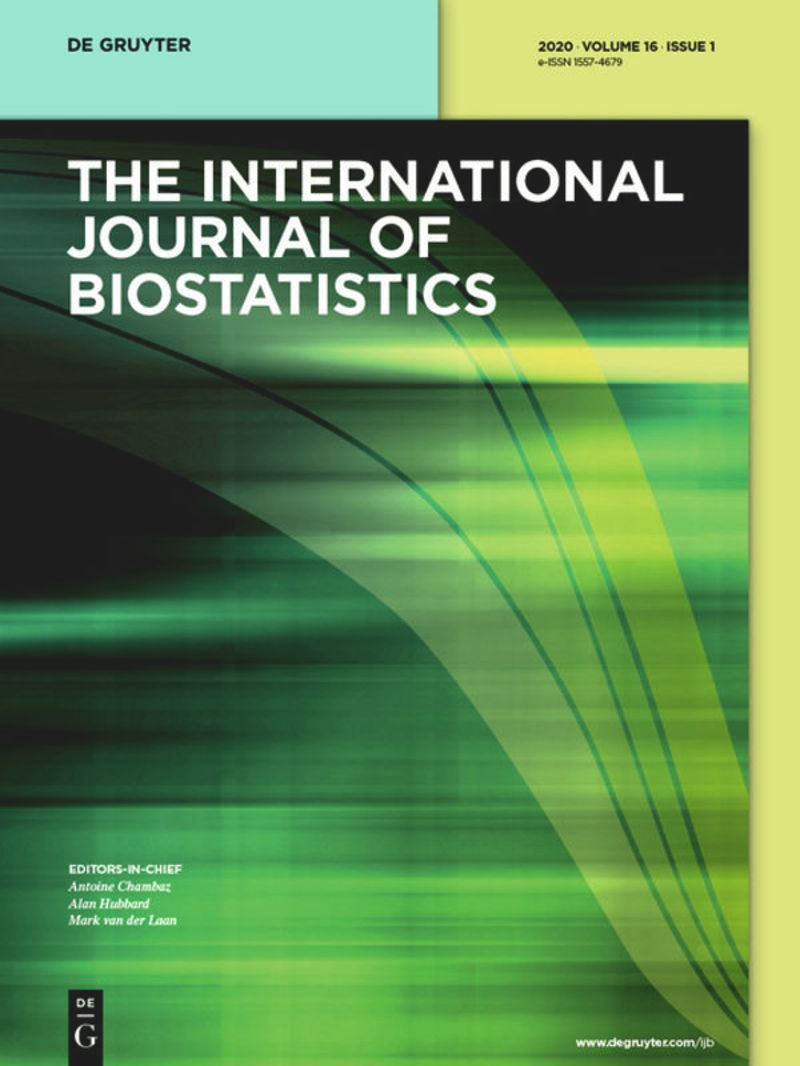 DE GRUYTER
2020 · VOLUME 16 · ISSUE 1
e-ISSN 1557-4679
THE INTERNATIONAL
JOURNAL OF
BIOSTATISTICS
EDITORS-IN-CHIEF
Antoine Chambaz
Alan Hubbard
Mark van der Laan
DE
G
www.degruyter.com/ijb